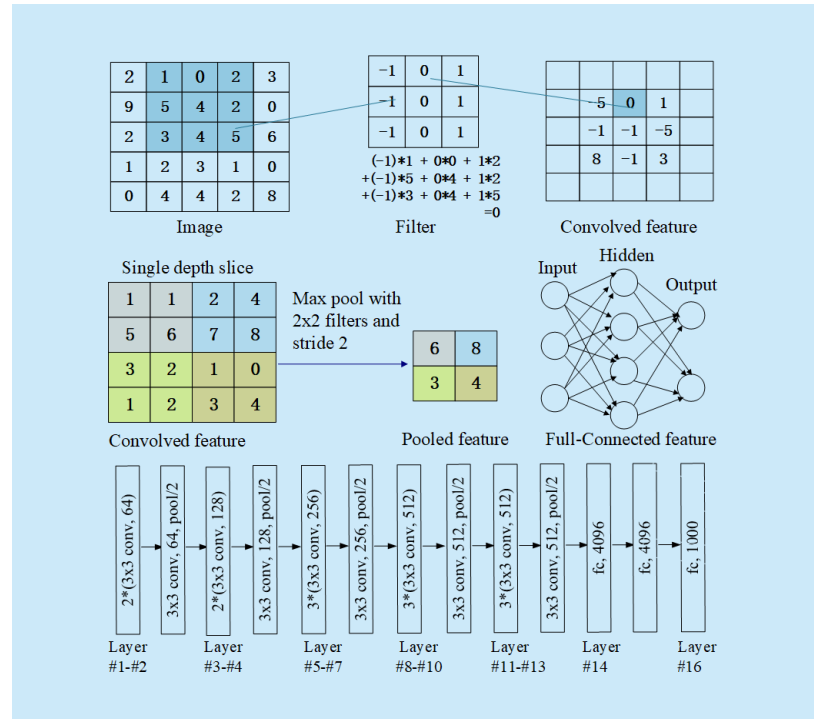 2 1 0 2 3
9 5 4 2 0
2 3 4 5 6
1 2 3 1 0
0 4 4 2 8
Image
-1 0 1
-1 0 1
-1 0 1
(-1)*1 + 0*0 + 1*2
+(-1)*5 + 0*4 + 1*2
+(-1)*3 + 0*4 + 1*5
=0
Filter
-5 0 1
-1 -1 -5
8 -1 3
Convolved feature
Single depth slice
1 1 2 4
5 6 7 8
3 2 1 0
1 2 3 4
Convolved feature
Max pool with
2x2 filters and
stride 2
6 8
3 4
Pooled feature
Input
Hidden
Output
Full-Connected feature
2*(3x3 conv, 64)
3x3 conv, 64, pool/2
2*(3x3 conv, 128)
3x3 conv, 128, pool/2
3*(3x3 conv, 256)
3x3 conv, 256, pool/2
3*(3x3 conv, 512)
3x3 conv, 512, pool/2
3*(3x3 conv, 512)
3x3 conv, 512, pool/2
fc, 4096
fc, 4096
fc, 1000
Layer
#1-#2
Layer
#3-#4
Layer
#5-#7
Layer
#8-#10
Layer
#11-#13
Layer
#14
Layer
#16